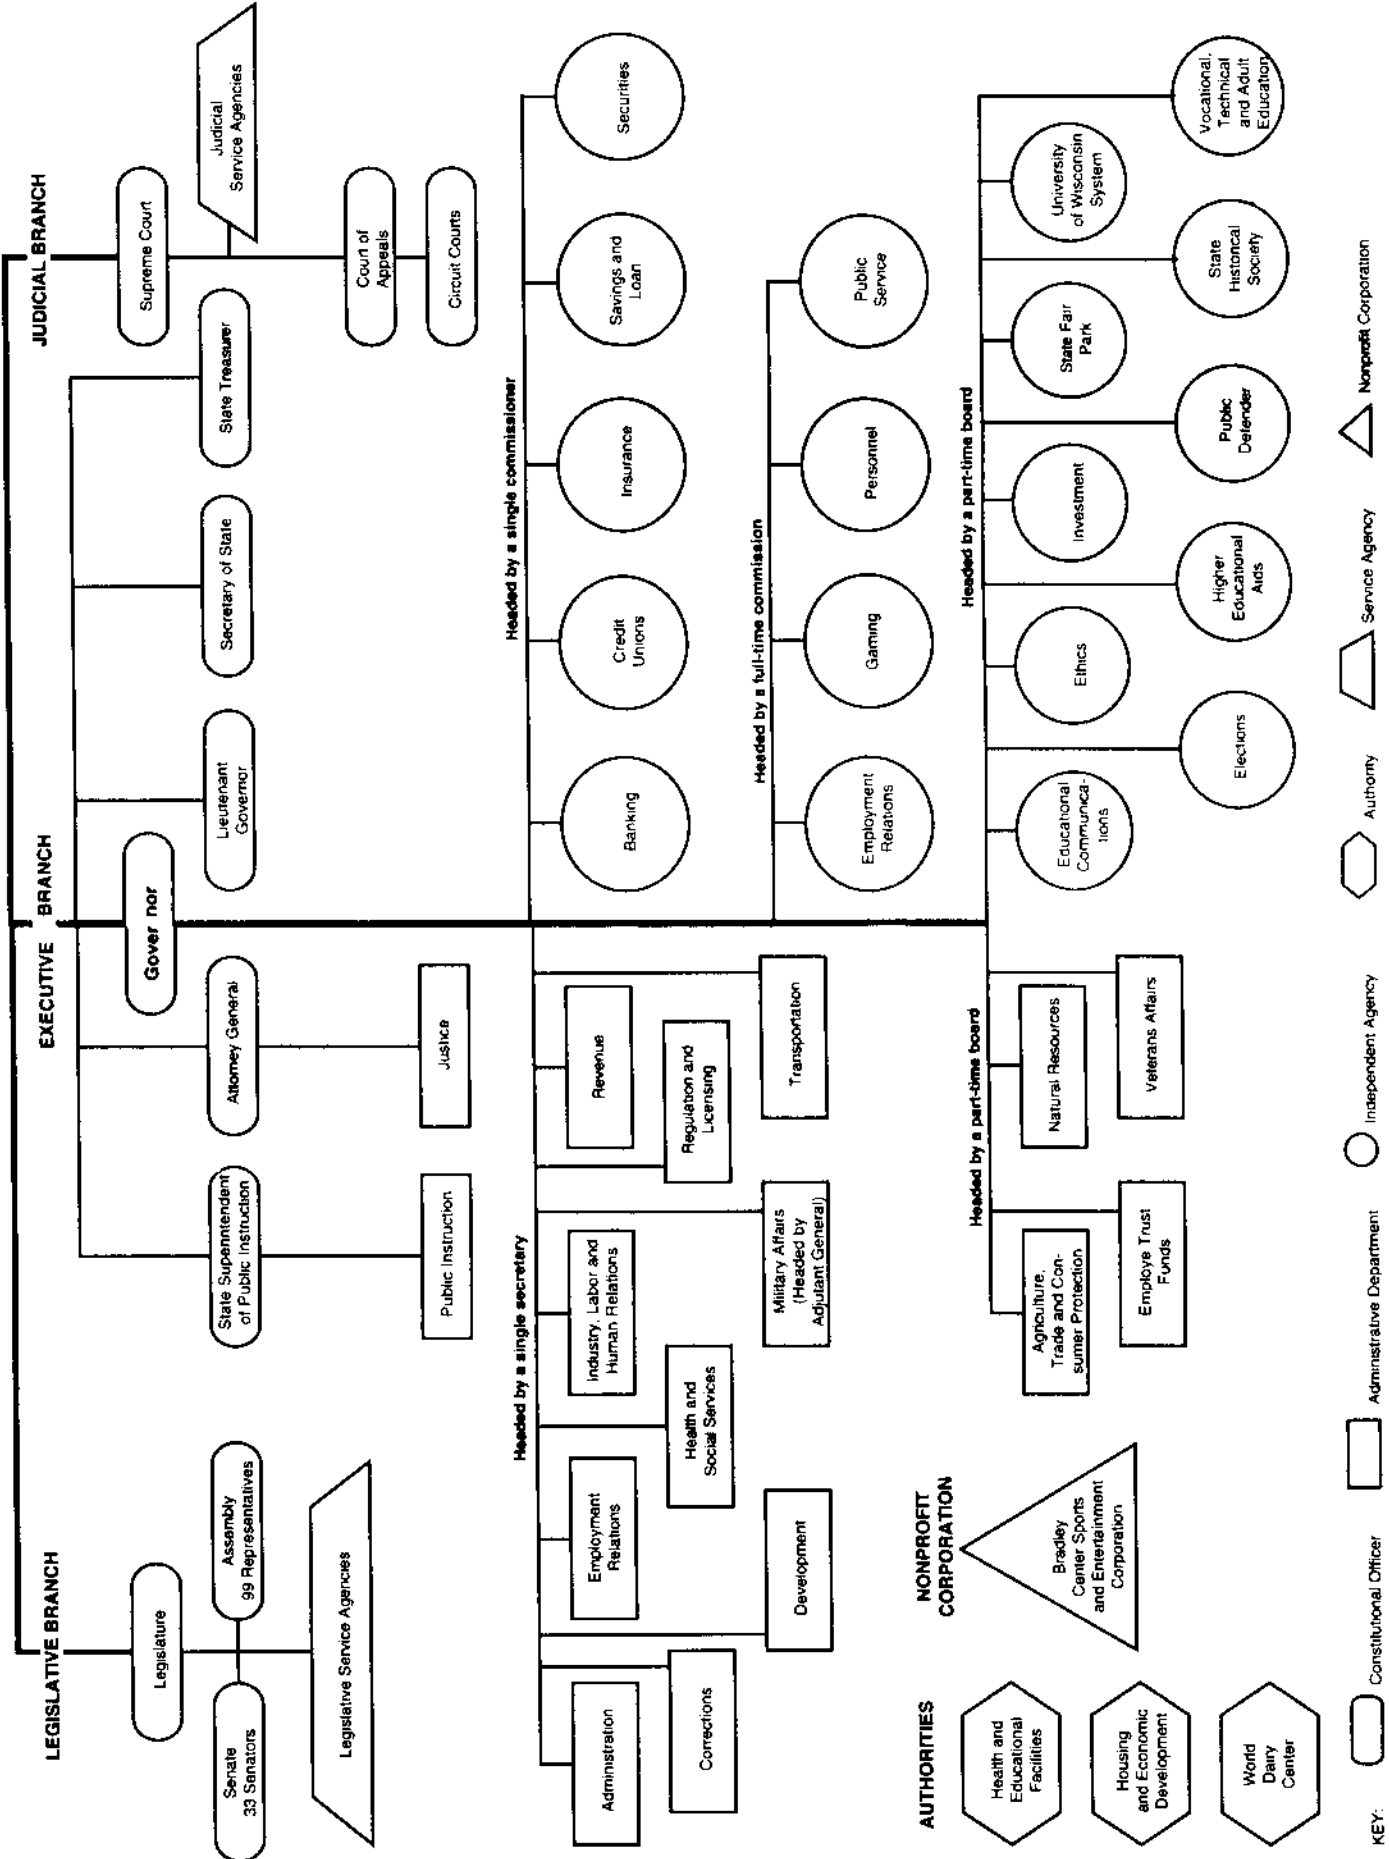 LEGISLATIVE BRANCH
EXECUTIVE BRANCH
JUDICIAL BRANCH
Legislature
Senate
33 Senators
Assembly
99 Representatives
Legislative Service Agencies
Governor
State Superintendent
of Public Instruction
Attorney General
Lieutenant
Governor
Secretary of State
State Treasurer
Public Instruction
Justice
Supreme Court
Judicial
Service Agencies
Court of
Appeals
Circuit Courts
Headed by a single secretary
Administration
Employment
Relations
Industry, Labor and
Human Relations
Revenue
Corrections
Health and
Social Services
Regulation and
Licensing
Development
Military Affairs
(Headed by
Adjutant General)
Transportation
Headed by a single commissioner
Banking
Credit
Unions
Insurance
Savings and
Loan
Securities
Headed by a full-time commission
Employment
Relations
Gaming
Personnel
Public
Service
AUTHORITIES
Health and
Educational
Facilities
Housing
and Economic
Development
World
Dairy
Center
NONPROFIT
CORPORATION
Bradley
Center Sports
and Entertainment
Corporation
Headed by a part-time board
Agriculture,
Trade and Con-
sumer Protection
Natural Resources
Employe Trust
Funds
Veterans Affairs
Headed by a part-time board
Educational
Communica-
tions
Ethics
Investment
State Fair
Park
University
of Wisconsin
System
Elections
Higher
Educational
Aids
Public
Defender
State
Historical
Society
Vocational,
Technical
and Adult
Education
KEY:
Constitutional Officer
Administrative Department
Independent Agency
Authority
Service Agency
Nonprofit Corporation